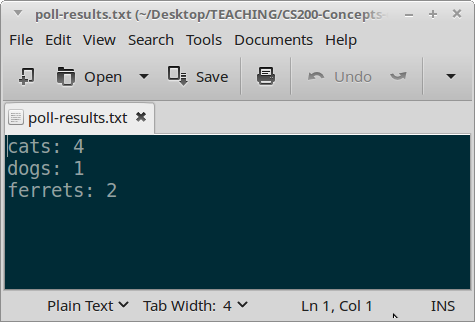 poll-results.txt (~/Desktop/TEACHING/CS200-Concepts-
File Edit View Search Tools Documents Help
Open Save Undo
poll-results.txt
cats: 4
dogs: 1
ferrets: 2
Plain Text Tab Width: 4 Ln 1, Col 1 INS